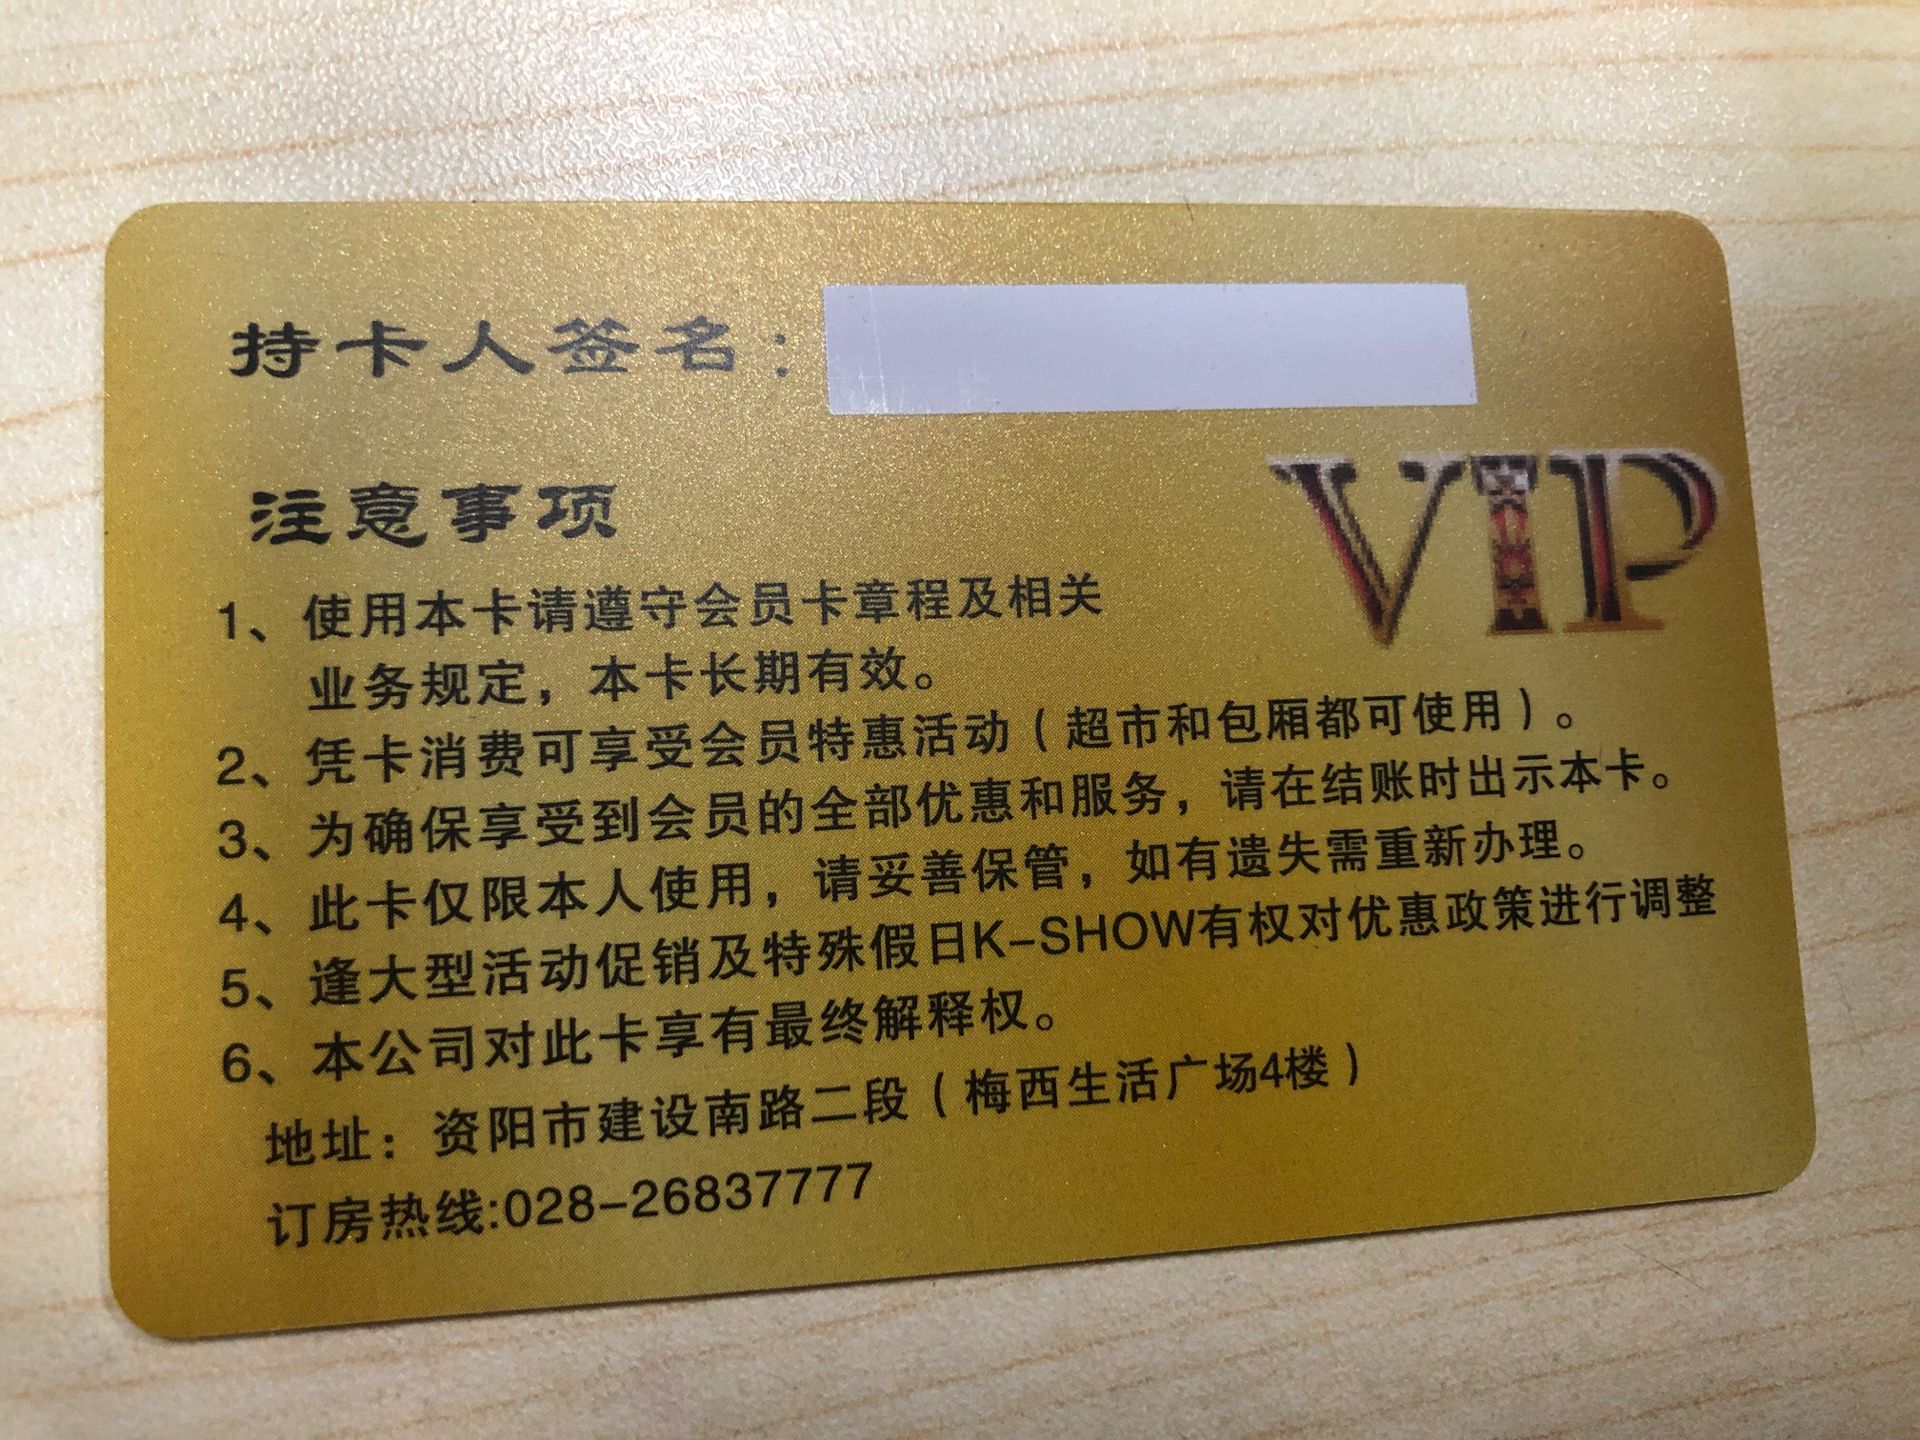 持卡人签名：
注意事项
VIP
1、使用本卡请遵守会员卡章程及相关
业务规定，本卡长期有效。
2、凭卡消费可享受会员特惠活动（超市和包厢都可使用）。
3、为确保享受到会员的全部优惠和服务，请在结账时出示本卡。
4、此卡仅限本人使用，请妥善保管，如有遗失需重新办理。
5、逢大型活动促销及特殊假日K-SHOW有权对优惠政策进行调整
6、本公司对此卡享有最终解释权。
地址：资阳市建设南路二段（梅西生活广场4楼）
订房热线:028-26837777